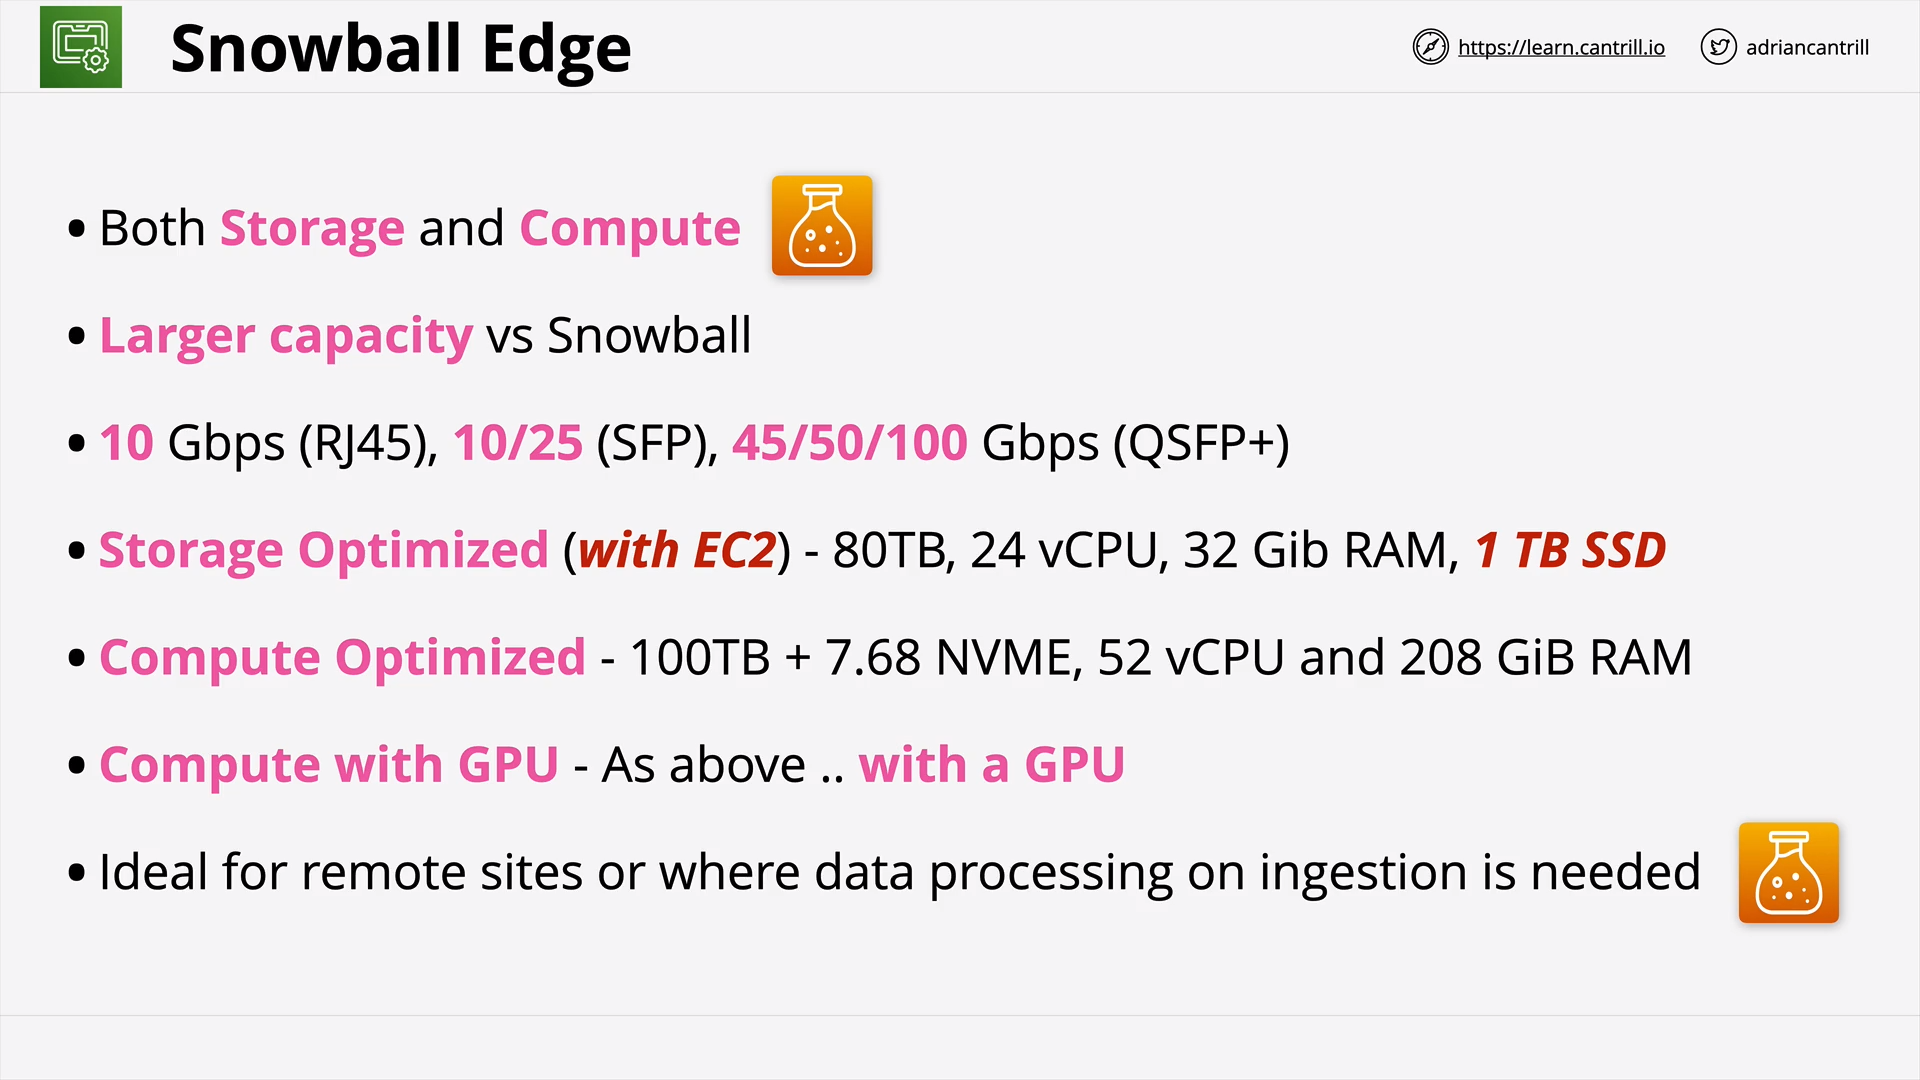 Snowball Edge
https://learn.cantrill.io
adriancantrill
• Both Storage and Compute
• Larger capacity vs Snowball
• 10 Gbps (RJ45), 10/25 (SFP), 45/50/100 Gbps (QSFP+)
• Storage Optimized (with EC2) - 80TB, 24 vCPU, 32 Gib RAM, 1 TB SSD
• Compute Optimized - 100TB + 7.68 NVME, 52 vCPU and 208 GiB RAM
• Compute with GPU - As above .. with a GPU
• Ideal for remote sites or where data processing on ingestion is needed